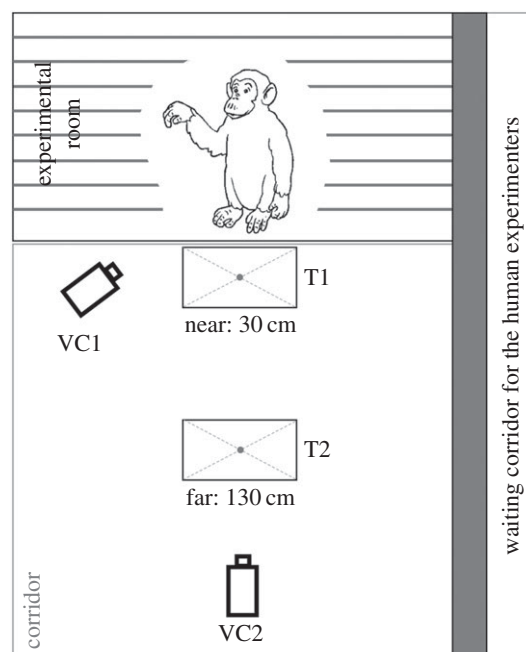 experimental
room
T1
near: 30 cm
VC1
T2
far: 130 cm
VC2
corridor
waiting corridor for the human experimenters